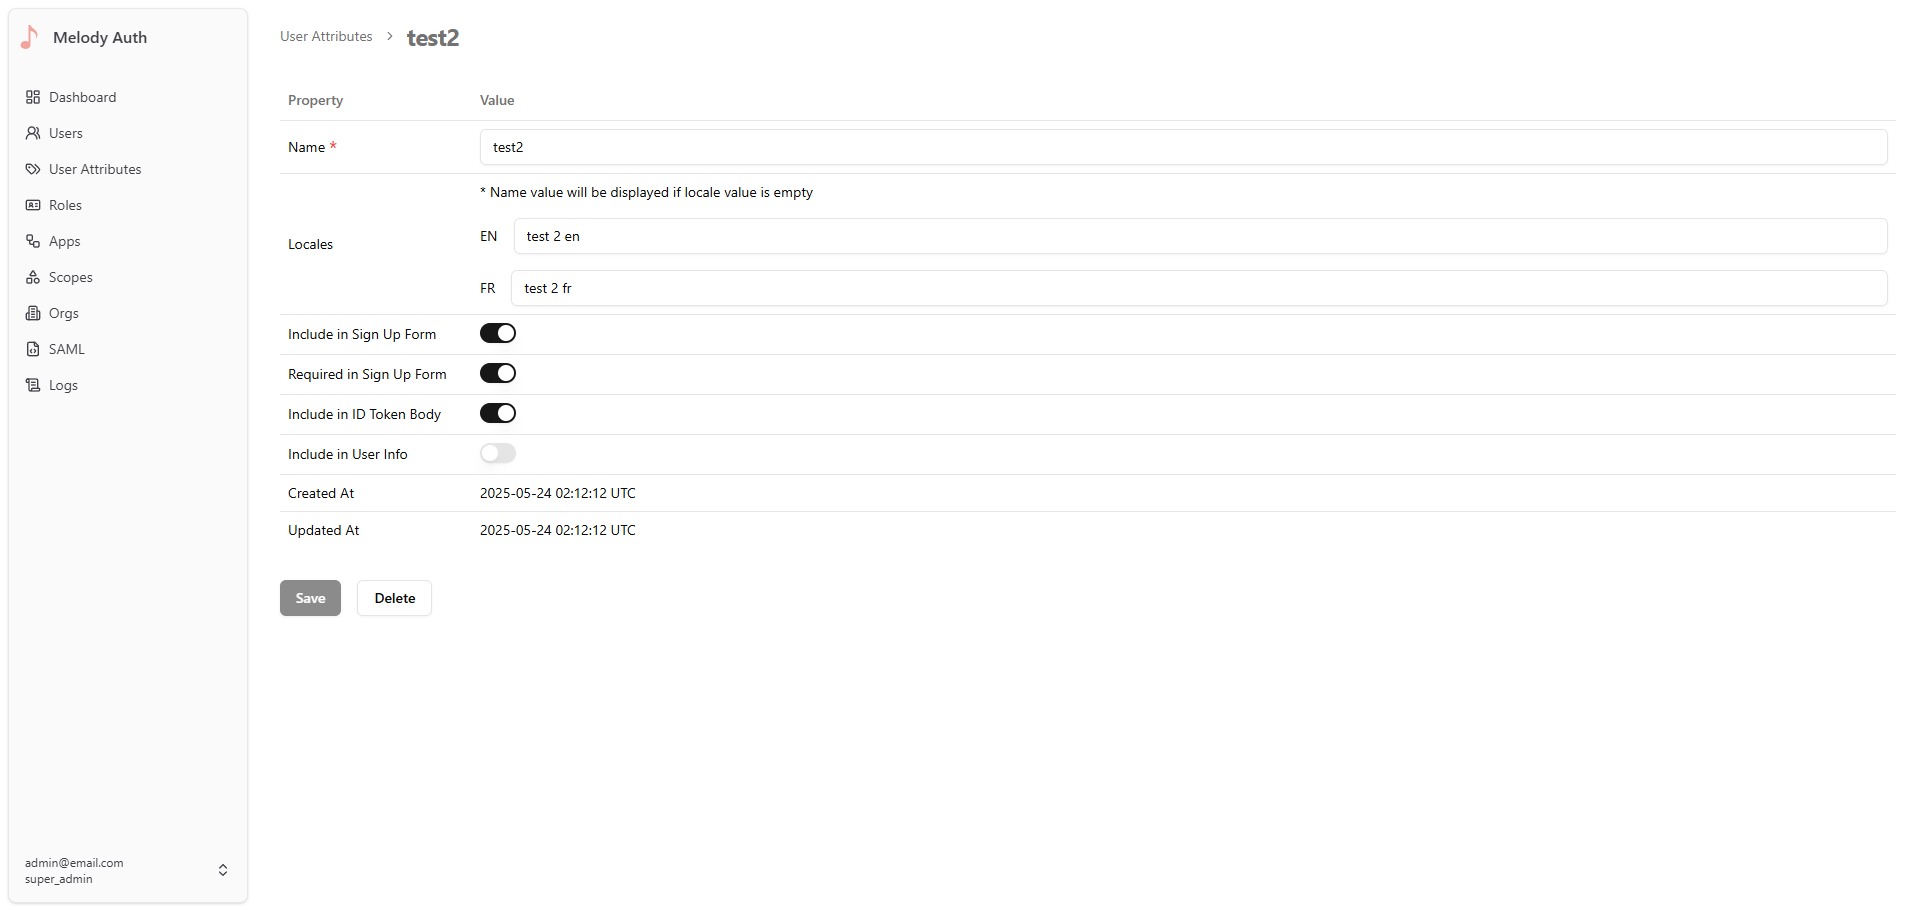 Melody Auth
Dashboard
Users
User Attributes
Roles
Apps
Scopes
Orgs
SAML
Logs
admin@email.com
super_admin
User Attributes > test2
Property Value
Name * test2
Locales
* Name value will be displayed if locale value is empty
EN test 2 en
FR test 2 fr
Include in Sign Up Form
Required in Sign Up Form
Include in ID Token Body
Include in User Info
Created At 2025-05-24 02:12:12 UTC
Updated At 2025-05-24 02:12:12 UTC
Save Delete